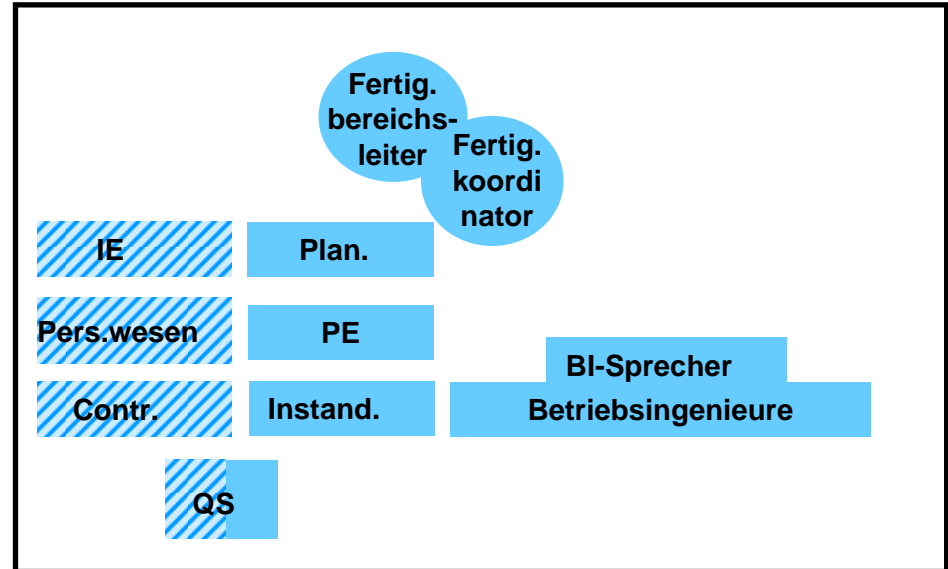 Fertig.
bereichs-
leiter
Fertig.
koordi
nator
IE
Plan.
Pers.wesen
PE
BI-Sprecher
Contr.
Instand.
Betriebsingenieure
QS